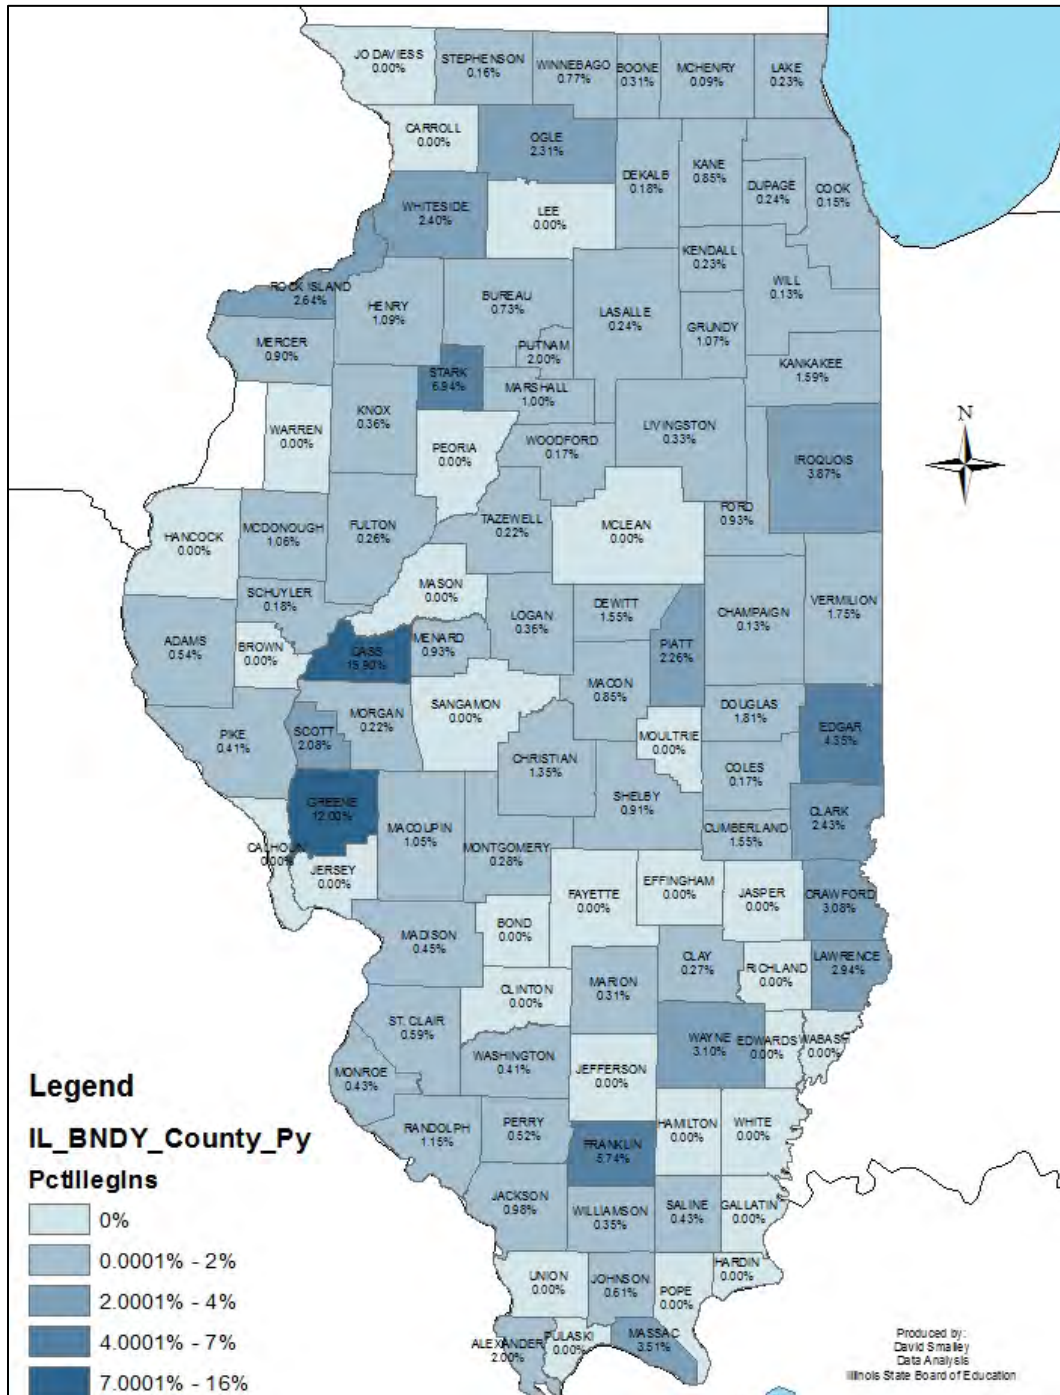 JO DAVIESS
0.00%
STEPHENSON
0.16%
WINNEBAGO
0.77%
BOONE
0.31%
MCHENRY
0.09%
LAKE
0.23%
CARROLL
0.00%
OGLE
2.31%
DEKALB
0.18%
KANE
0.85%
DUPAGE
0.24%
COOK
0.15%
WHITESIDE
2.40%
LEE
0.00%
KENDALL
0.23%
WILL
0.13%
ROCK ISLAND
2.64%
HENRY
1.09%
BUREAU
0.73%
LASALLE
0.24%
GRUNDY
1.07%
MERCER
0.90%
PUTNAM
2.00%
KANKAKEE
1.59%
STARK
6.94%
MARSHALL
1.00%
KNOX
0.36%
WARREN
0.00%
PEORIA
0.00%
WOODFORD
0.17%
LIVINGSTON
0.33%
IROQUOIS
3.87%
N
HANCOCK
0.00%
MCDONOUGH
1.06%
FULTON
0.26%
TAZEWELL
0.22%
MCLEAN
0.00%
FORD
0.93%
SCHUYLER
0.18%
MASON
0.00%
LOGAN
0.36%
DEWITT
1.55%
CHAMPAIGN
0.13%
VERMILION
1.75%
ADAMS
0.54%
BROWN
0.00%
CASS
15.90%
MENARD
0.93%
PIATT
2.26%
MACON
0.85%
PIKE
0.41%
SCOTT
2.08%
MORGAN
0.22%
SANGAMON
0.00%
CHRISTIAN
1.35%
MOULTRIE
0.00%
DOUGLAS
1.81%
EDGAR
4.35%
COLES
0.17%
GREENE
12.00%
MACOUPIN
1.05%
MONTGOMERY
0.28%
SHELBY
0.91%
CUMBERLAND
1.55%
CLARK
2.43%
CALHOUN
0.00%
JERSEY
0.00%
FAYETTE
0.00%
EFFINGHAM
0.00%
JASPER
0.00%
CRAWFORD
3.08%
MADISON
0.45%
BOND
0.00%
CLAY
0.27%
RICHLAND
0.00%
LAWRENCE
2.94%
CLINTON
0.00%
MARION
0.31%
ST. CLAIR
0.59%
WASHINGTON
0.41%
JEFFERSON
0.00%
WAYNE
3.10%
EDWARDS
0.00%
WABASH
0.00%
MONROE
0.43%
RANDOLPH
1.15%
PERRY
0.52%
FRANKLIN
5.74%
HAMILTON
0.00%
WHITE
0.00%
JACKSON
0.98%
WILLIAMSON
0.35%
SALINE
0.43%
GALLATIN
0.00%
UNION
0.00%
JOHNSON
0.61%
POPE
0.00%
HARDIN
0.00%
ALEXANDER
2.00%
PULASKI
0.00%
MASSAC
3.51%
Legend
IL_BNDY_County_Py
PctIllegIns
0%
0.0001% - 2%
2.0001% - 4%
4.0001% - 7%
7.0001% - 16%
Produced by:
David Smalley
Data Analysis
Illinois State Board of Education